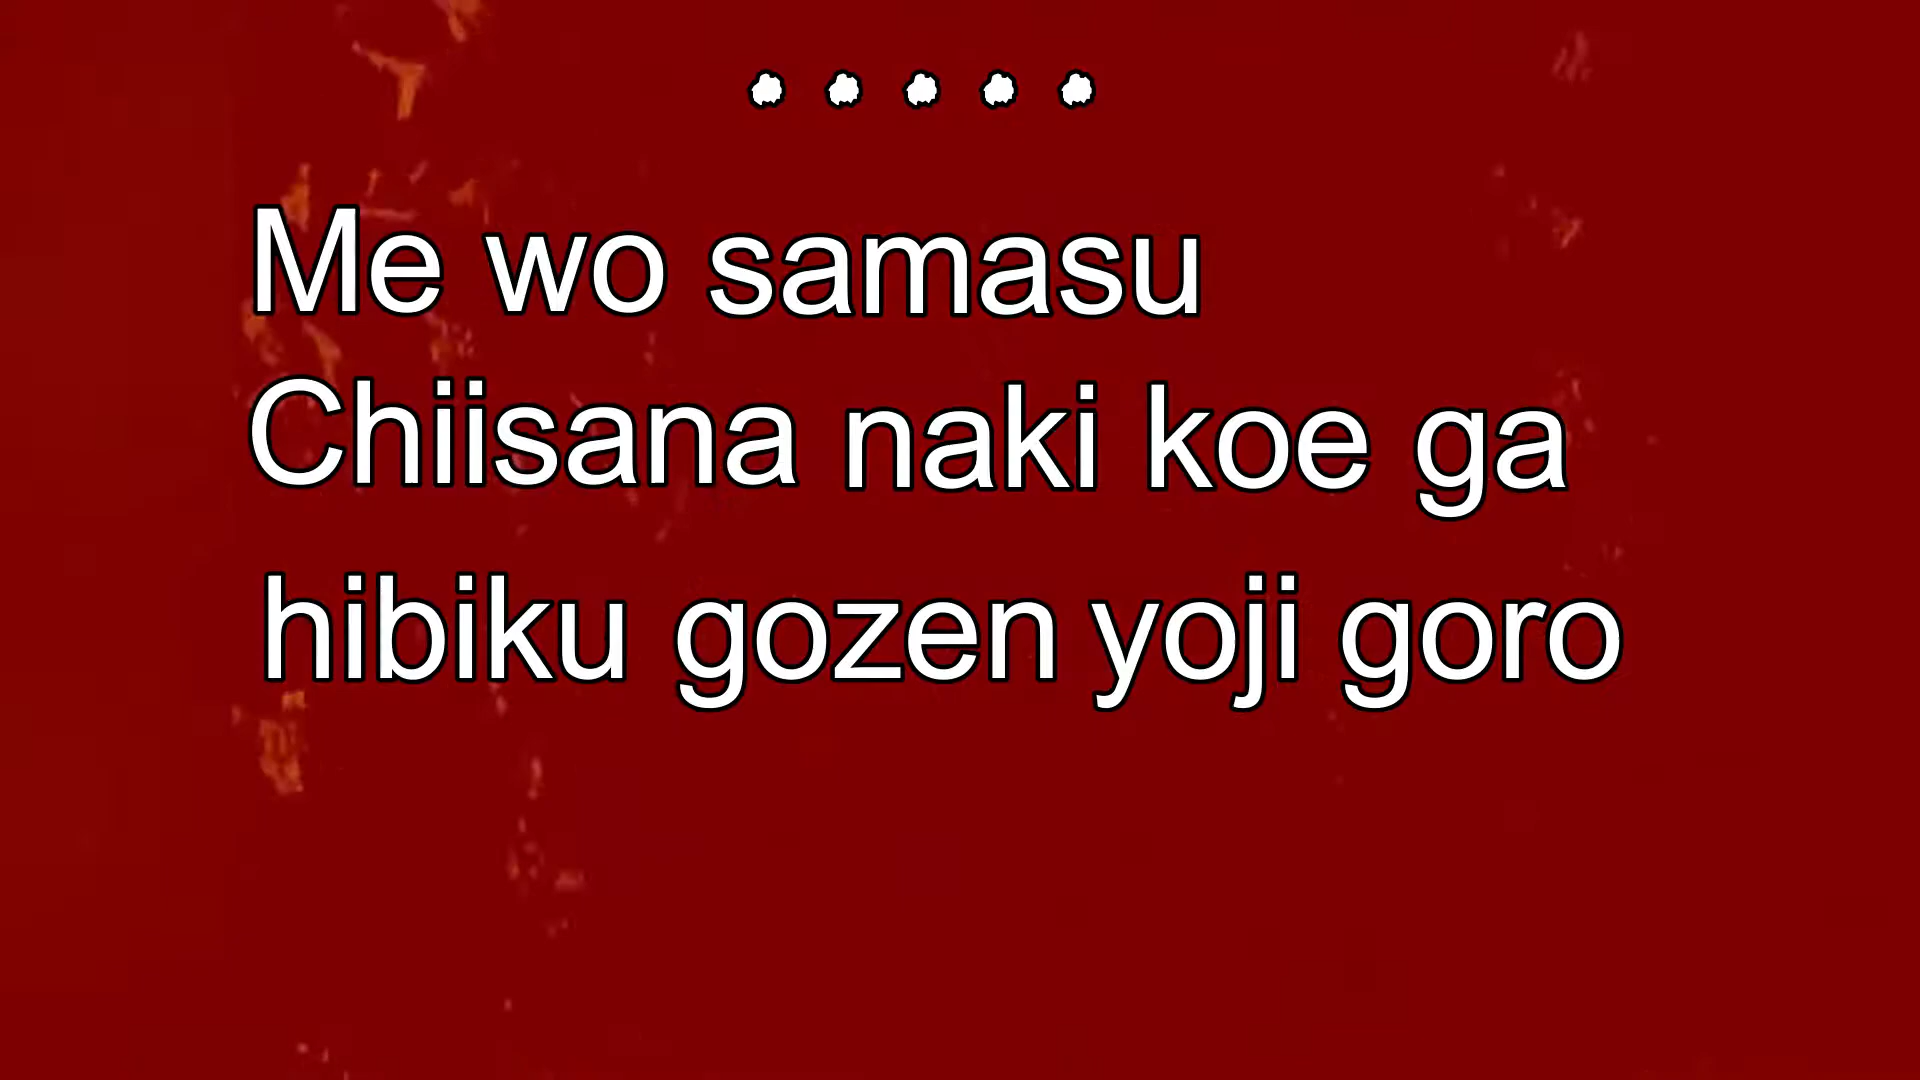 • • • • •
Me wo samasu
Chiisana naki koe ga
hibiku gozen yoji goro